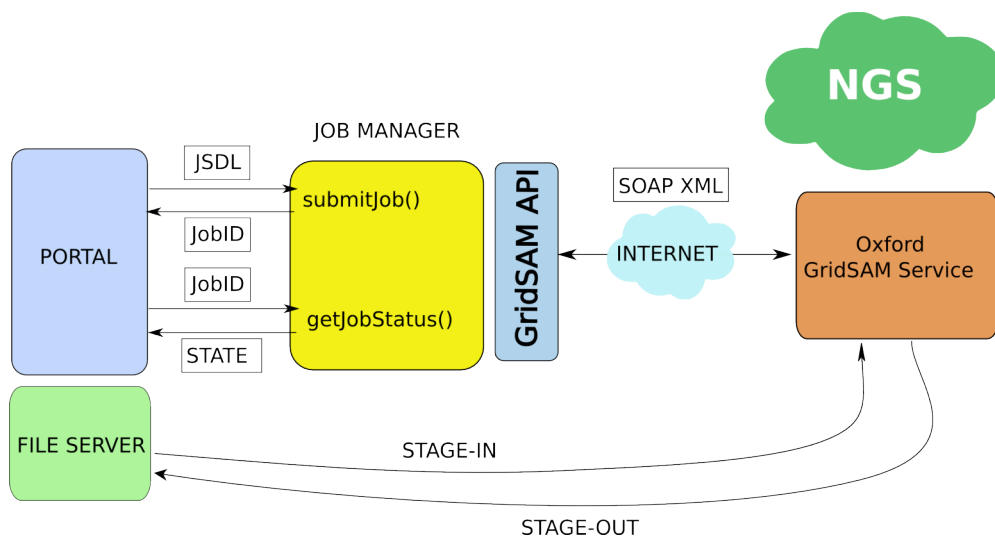 NGS
JOB MANAGER
JSDL
submitJob()
JobID
PORTAL
JobID
getJobStatus()
STATE
GridSAM API
SOAP XML
INTERNET
Oxford
GridSAM Service
FILE SERVER
STAGE-IN
STAGE-OUT